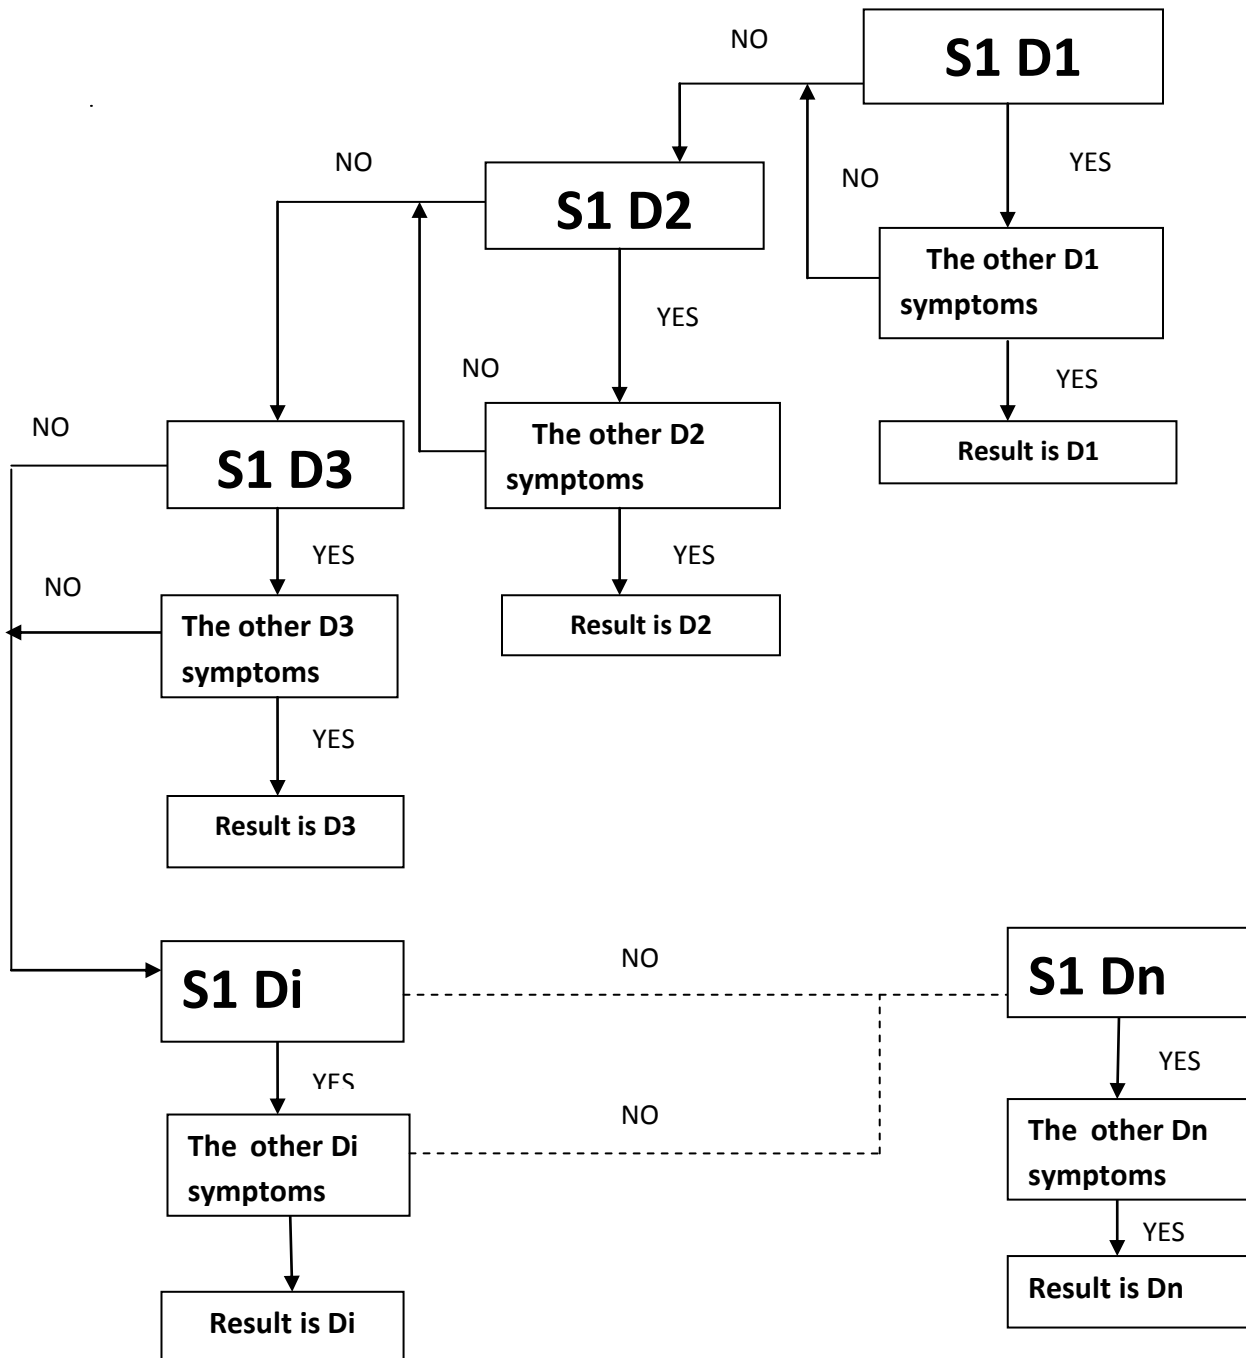 NO
S1 D1
NO
YES
NO
S1 D2
The other D1
symptoms
YES
NO
YES
NO
The other D2
symptoms
Result is D1
S1 D3
YES
YES
NO
The other D3
symptoms
Result is D2
YES
Result is D3
S1 Di
NO
S1 Dn
YES
YES
NO
The other Di
symptoms
The other Dn
symptoms
YES
Result is Di
Result is Dn